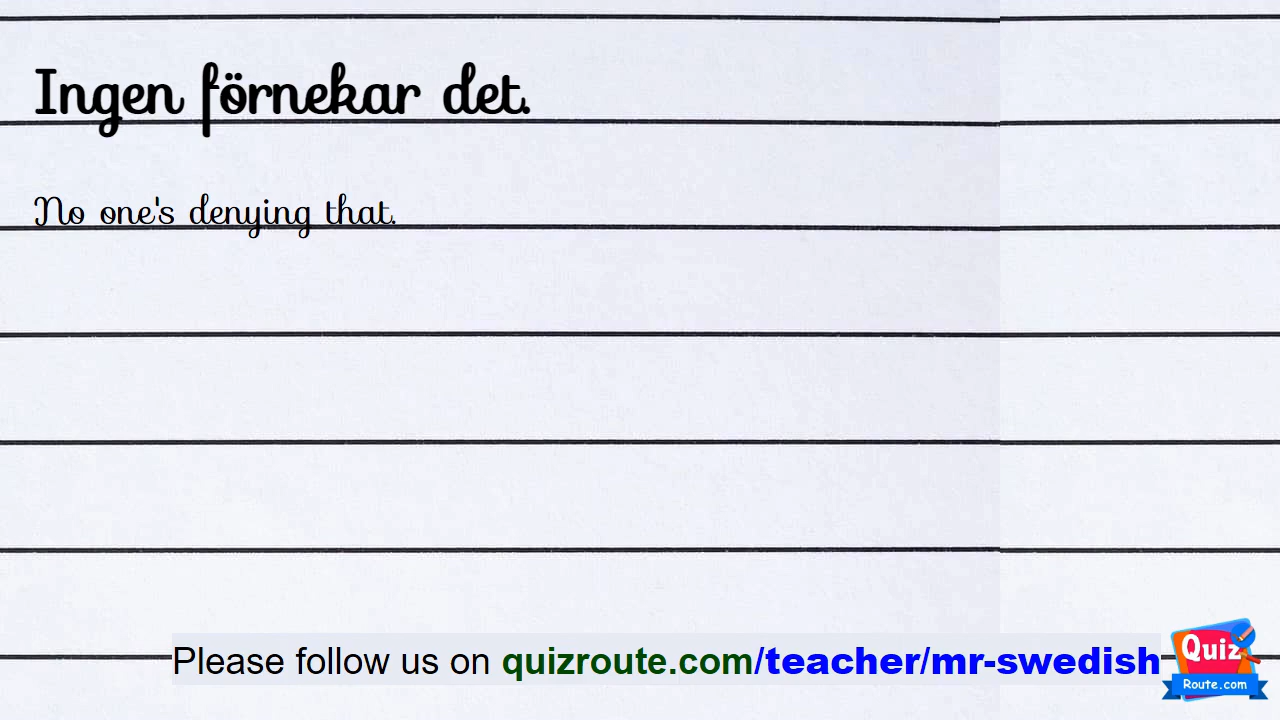 Ingen förnekar det.
No one's denying that.
Please follow us on quizroute.com/teacher/mr-swedish
Quiz
Route.com